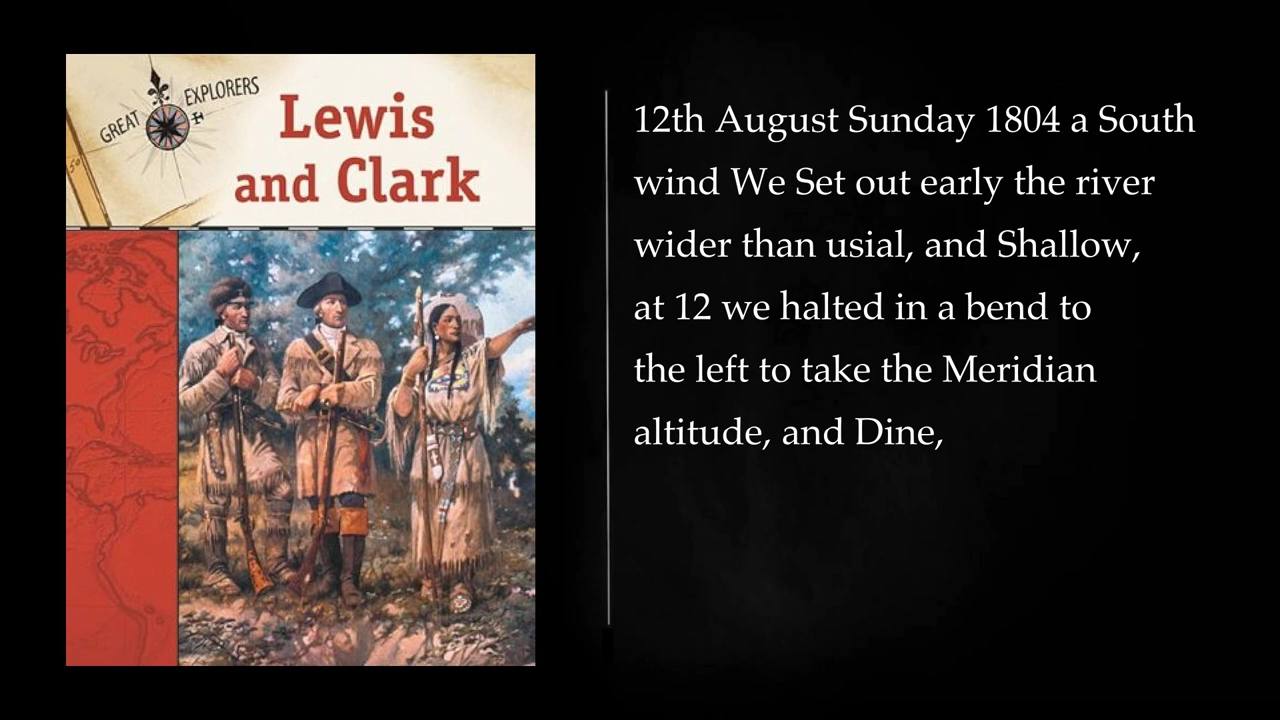 GREAT EXPLORERS
Lewis
and Clark
50
12th August Sunday 1804 a South
wind We Set out early the river
wider than usial, and Shallow,
at 12 we halted in a bend to
the left to take the Meridian
altitude, and Dine,